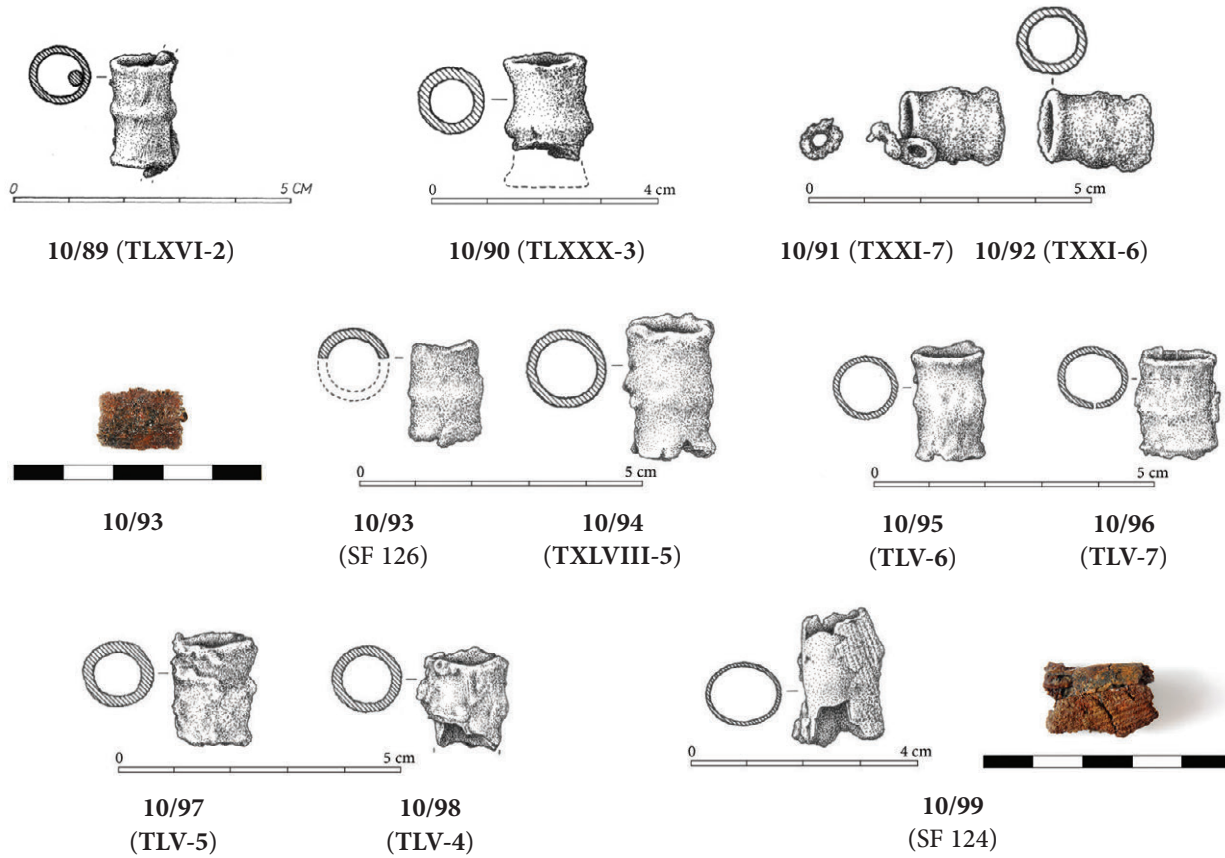 0 5 CM
10/89 (TLXVI-2)
0 4 cm
10/90 (TLXXX-3)
0 5 cm
10/91 (TXXI-7) 10/92 (TXXI-6)
10/93
0 5 cm
10/93
(SF 126)
10/94
(TXLVIII-5)
0 5 cm
10/95
(TLV-6)
10/96
(TLV-7)
0 5 cm
10/97
(TLV-5)
10/98
(TLV-4)
0 4 cm
10/99
(SF 124)